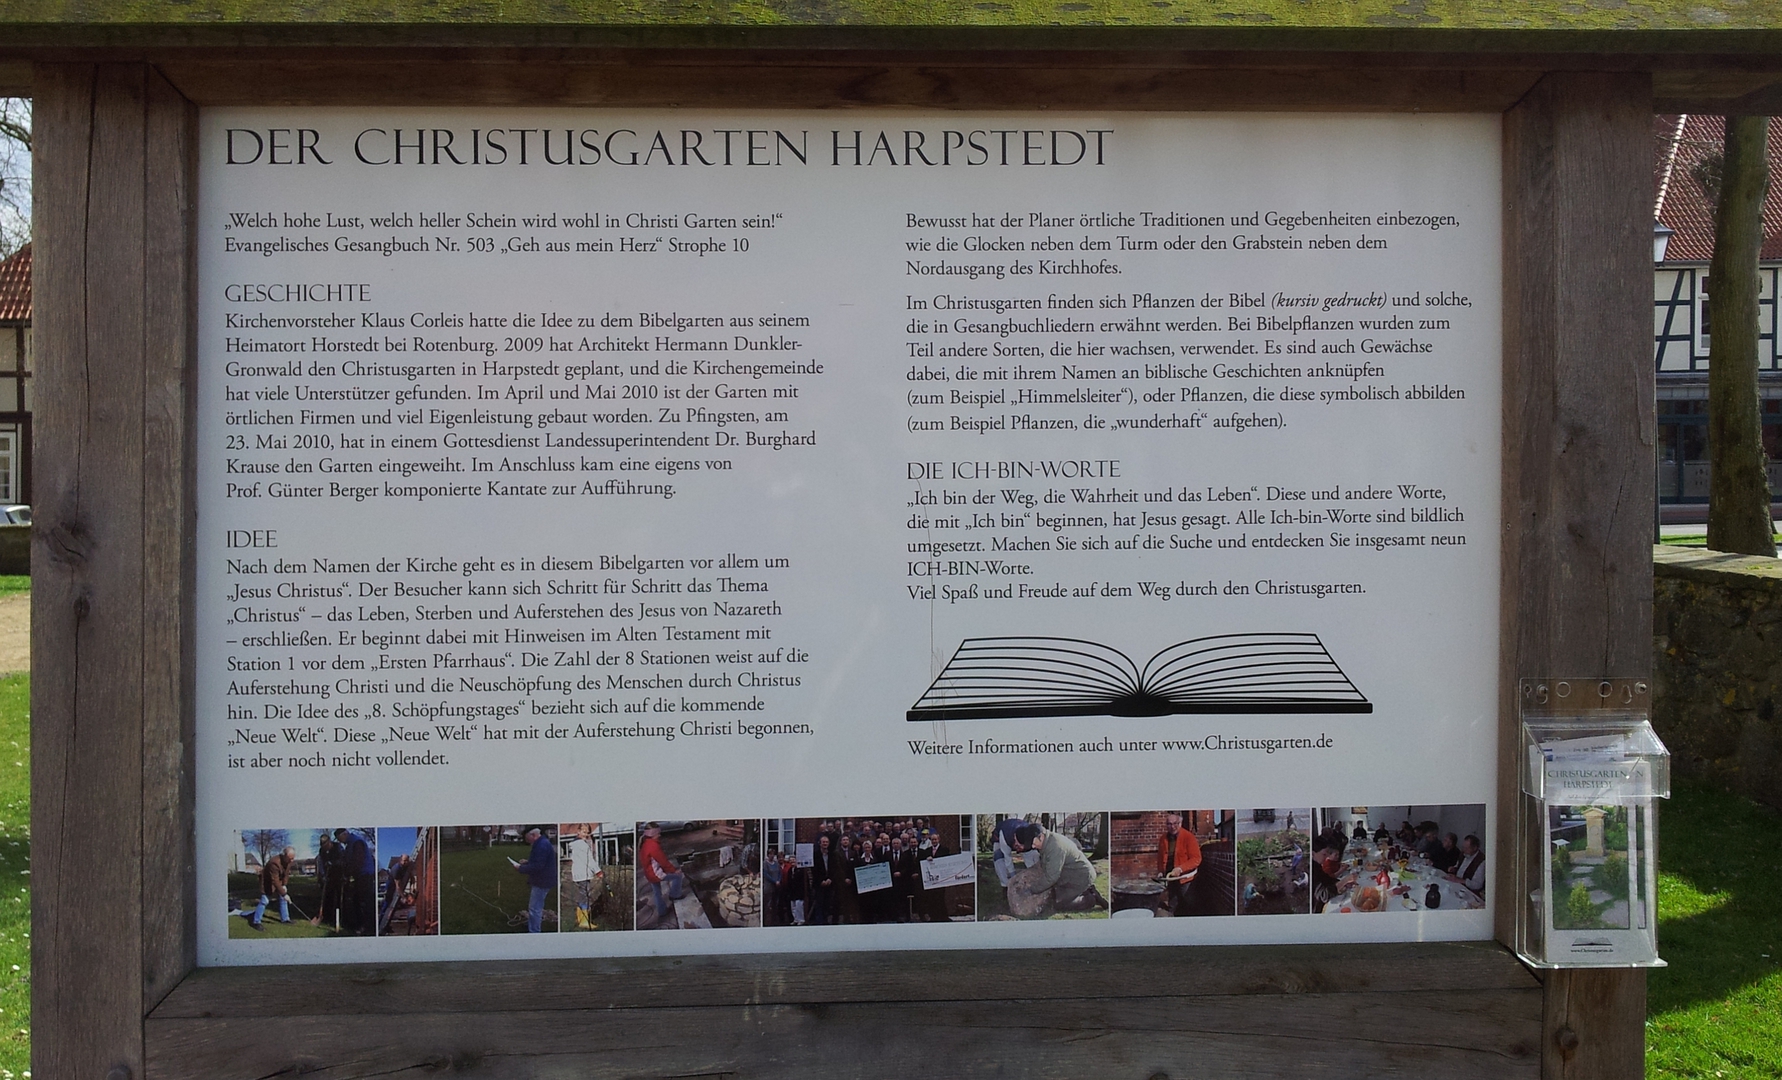 DER CHRISTUSGARTEN HARPSTEDT
„Welch hohe Lust, welch heller Schein wird wohl in Christi Garten sein!“
Evangelisches Gesangbuch Nr. 503 „Geh aus mein Herz“ Strophe 10
GESCHICHTE
Kirchenvorsteher Klaus Corleis hatte die Idee zu dem Bibelgarten aus seinem
Heimatort Horstedt bei Rotenburg. 2009 hat Architekt Hermann Dunkler-
Gronwald den Christusgarten in Harpstedt geplant, und die Kirchengemeinde
hat viele Unterstützer gefunden. Im April und Mai 2010 ist der Garten mit
örtlichen Firmen und viel Eigenleistung gebaut worden. Zu Pfingsten, am
23. Mai 2010, hat in einem Gottesdienst Landessuperintendent Dr. Burghard
Krause den Garten eingeweiht. Im Anschluss kam eine eigens von
Prof. Günter Berger komponierte Kantate zur Aufführung.
IDEE
Nach dem Namen der Kirche geht es in diesem Bibelgarten vor allem um
„Jesus Christus“. Der Besucher kann sich Schritt für Schritt das Thema
„Christus“ – das Leben, Sterben und Auferstehen des Jesus von Nazareth
– erschließen. Er beginnt dabei mit Hinweisen im Alten Testament mit
Station 1 vor dem „Ersten Pfarrhaus“. Die Zahl der 8 Stationen weist auf die
Auferstehung Christi und die Neuschöpfung des Menschen durch Christus
hin. Die Idee des „8. Schöpfungstages“ bezieht sich auf die kommende
„Neue Welt“. Diese „Neue Welt“ hat mit der Auferstehung Christi begonnen,
ist aber noch nicht vollendet.
Bewusst hat der Planer örtliche Traditionen und Gegebenheiten einbezogen,
wie die Glocken neben dem Turm oder den Grabstein neben dem
Nordausgang des Kirchhofes.
Im Christusgarten finden sich Pflanzen der Bibel (kursiv gedruckt) und solche,
die in Gesangbuchliedern erwähnt werden. Bei Bibelpflanzen wurden zum
Teil andere Sorten, die hier wachsen, verwendet. Es sind auch Gewächse
dabei, die mit ihrem Namen an biblische Geschichten anknüpfen
(zum Beispiel „Himmelsleiter“), oder Pflanzen, die diese symbolisch abbilden
(zum Beispiel Pflanzen, die „wunderhaft“ aufgehen).
DIE ICH-BIN-WORTE
„Ich bin der Weg, die Wahrheit und das Leben“. Diese und andere Worte,
die mit „Ich bin“ beginnen, hat Jesus gesagt. Alle Ich-bin-Worte sind bildlich
umgesetzt. Machen Sie sich auf die Suche und entdecken Sie insgesamt neun
ICH-BIN-Worte.
Viel Spaß und Freude auf dem Weg durch den Christusgarten.
Weitere Informationen auch unter www.Christusgarten.de
CHRISTUSGARTEN
HARPSTEDT